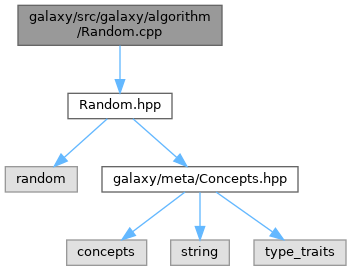 galaxy/src/galaxy/algorithm
/Random.cpp
Random.hpp
random
galaxy/meta/Concepts.hpp
concepts
string
type_traits